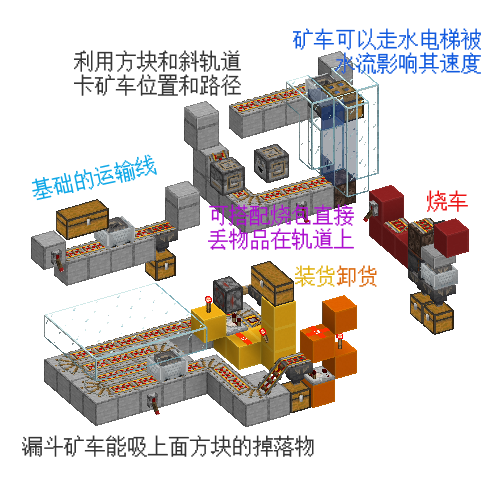 利用方块和斜轨道
卡矿车位置和路径
矿车可以走水电梯被
水流影响其速度
基础的运输线
可搭配烧包直接
丢物品在轨道上
烧车
装货卸货
漏斗矿车能吸上面方块的掉落物